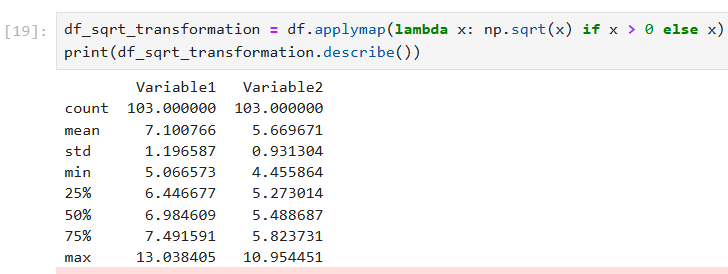 [19]: df_sqrt_transformation = df.applymap(lambda x: np.sqrt(x) if x > 0 else x)
print(df_sqrt_transformation.describe())
Variable1 Variable2
count 103.000000 103.000000
mean 7.100766 5.669671
std 1.196587 0.931304
min 5.066573 4.455864
25% 6.446677 5.273014
50% 6.984609 5.488687
75% 7.491591 5.823731
max 13.038405 10.954451